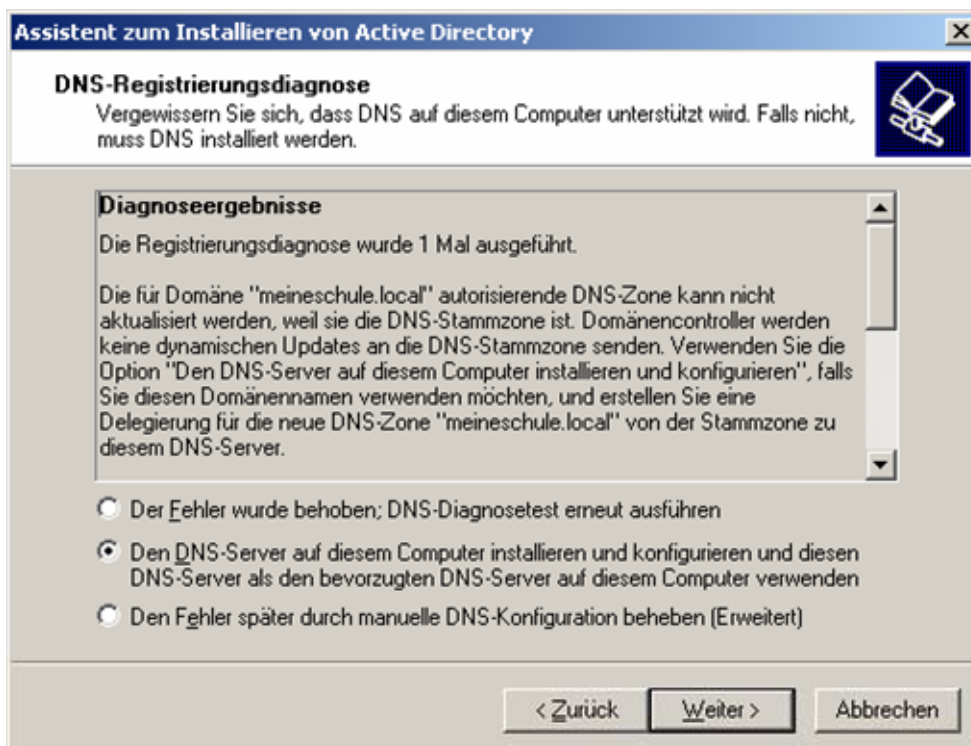 Assistent zum Installieren von Active Directory
DNS-Registrierungsdiagnose
Vergewissern Sie sich, dass DNS auf diesem Computer unterstützt wird. Falls nicht,
muss DNS installiert werden.
Diagnoseergebnisse
Die Registrierungsdiagnose wurde 1 Mal ausgeführt.
Die für Domäne "meineschule.local" autorisierende DNS-Zone kann nicht
aktualisiert werden, weil sie die DNS-Stammzone ist. Domänencontroller werden
keine dynamischen Updates an die DNS-Stammzone senden. Verwenden Sie die
Option "Den DNS-Server auf diesem Computer installieren und konfigurieren", falls
Sie diesen Domänennamen verwenden möchten, und erstellen Sie eine
Delegierung für die neue DNS-Zone "meineschule.local" von der Stammzone zu
diesem DNS-Server.
Der Fehler wurde behoben; DNS-Diagnosetest erneut ausführen
Den DNS-Server auf diesem Computer installieren und konfigurieren und diesen
DNS-Server als den bevorzugten DNS-Server auf diesem Computer verwenden
Den Fehler später durch manuelle DNS-Konfiguration beheben (Erweitert)
< Zurück
Weiter >
Abbrechen